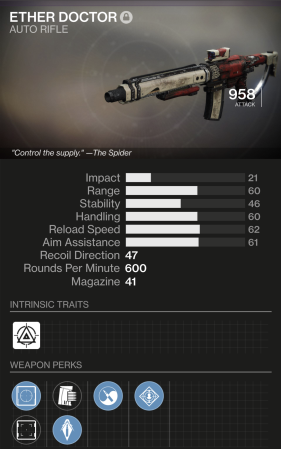 ETHER DOCTOR
AUTO RIFLE
958
ATTACK
"Control the supply." —The Spider
Impact 21
Range 60
Stability 46
Handling 60
Reload Speed 62
Aim Assistance 61
Recoil Direction 47
Rounds Per Minute 600
Magazine 41
INTRINSIC TRAITS
WEAPON PERKS